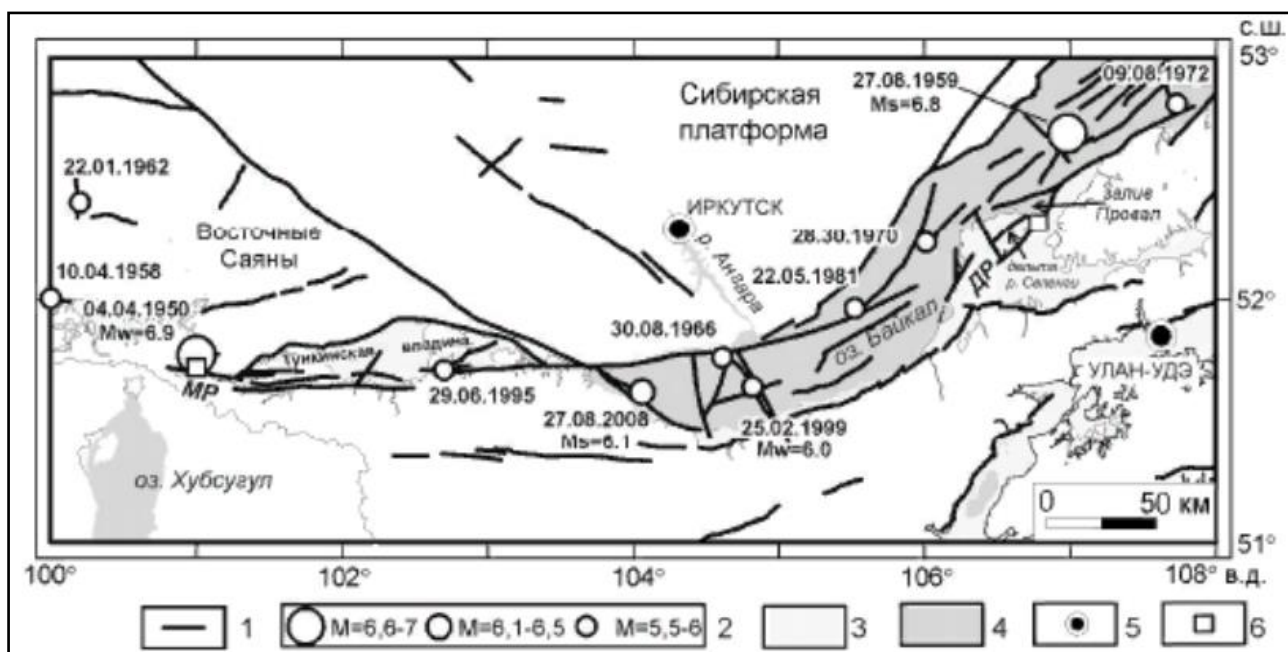 с.ш.
53°
27.08.1959
Ms=6.8
09.08.1972
Сибирская
платформа
22.01.1962
залив
Провал
ИРКУТСК
р. Ангара
Восточные
Саяны
28.30.1970
10.04.1958
22.05.1981
ДР
дельта
р. Селенги
52°
04.04.1950
Mw=6.9
30.08.1966
оз. Байкал
Тункинская
впадина
УЛАН-УДЭ
МР
29.06.1995
27.08.2008
Ms=6.1
25.02.1999
Mw=6.0
оз. Хубсугул
0 50 км
51°
100° 102° 104° 106° 108° в.д.
1 M=6,6-7 M=6,1-6,5 M=5,5-6 2 3 4 5 6